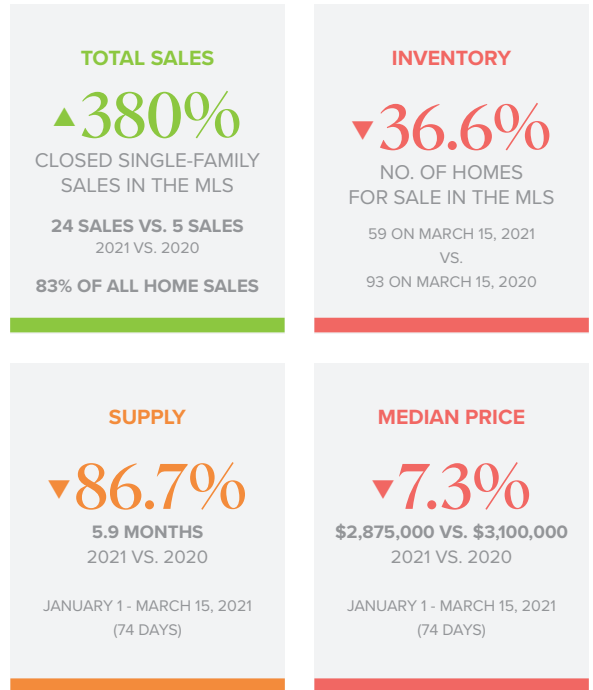 TOTAL SALES
▲380%
CLOSED SINGLE-FAMILY
SALES IN THE MLS
24 SALES VS. 5 SALES
2021 VS. 2020
83% OF ALL HOME SALES
INVENTORY
▼36.6%
NO. OF HOMES
FOR SALE IN THE MLS
59 ON MARCH 15, 2021
VS.
93 ON MARCH 15, 2020
SUPPLY
▼86.7%
5.9 MONTHS
2021 VS. 2020
JANUARY 1 - MARCH 15, 2021
(74 DAYS)
MEDIAN PRICE
▼7.3%
$2,875,000 VS. $3,100,000
2021 VS. 2020
JANUARY 1 - MARCH 15, 2021
(74 DAYS)